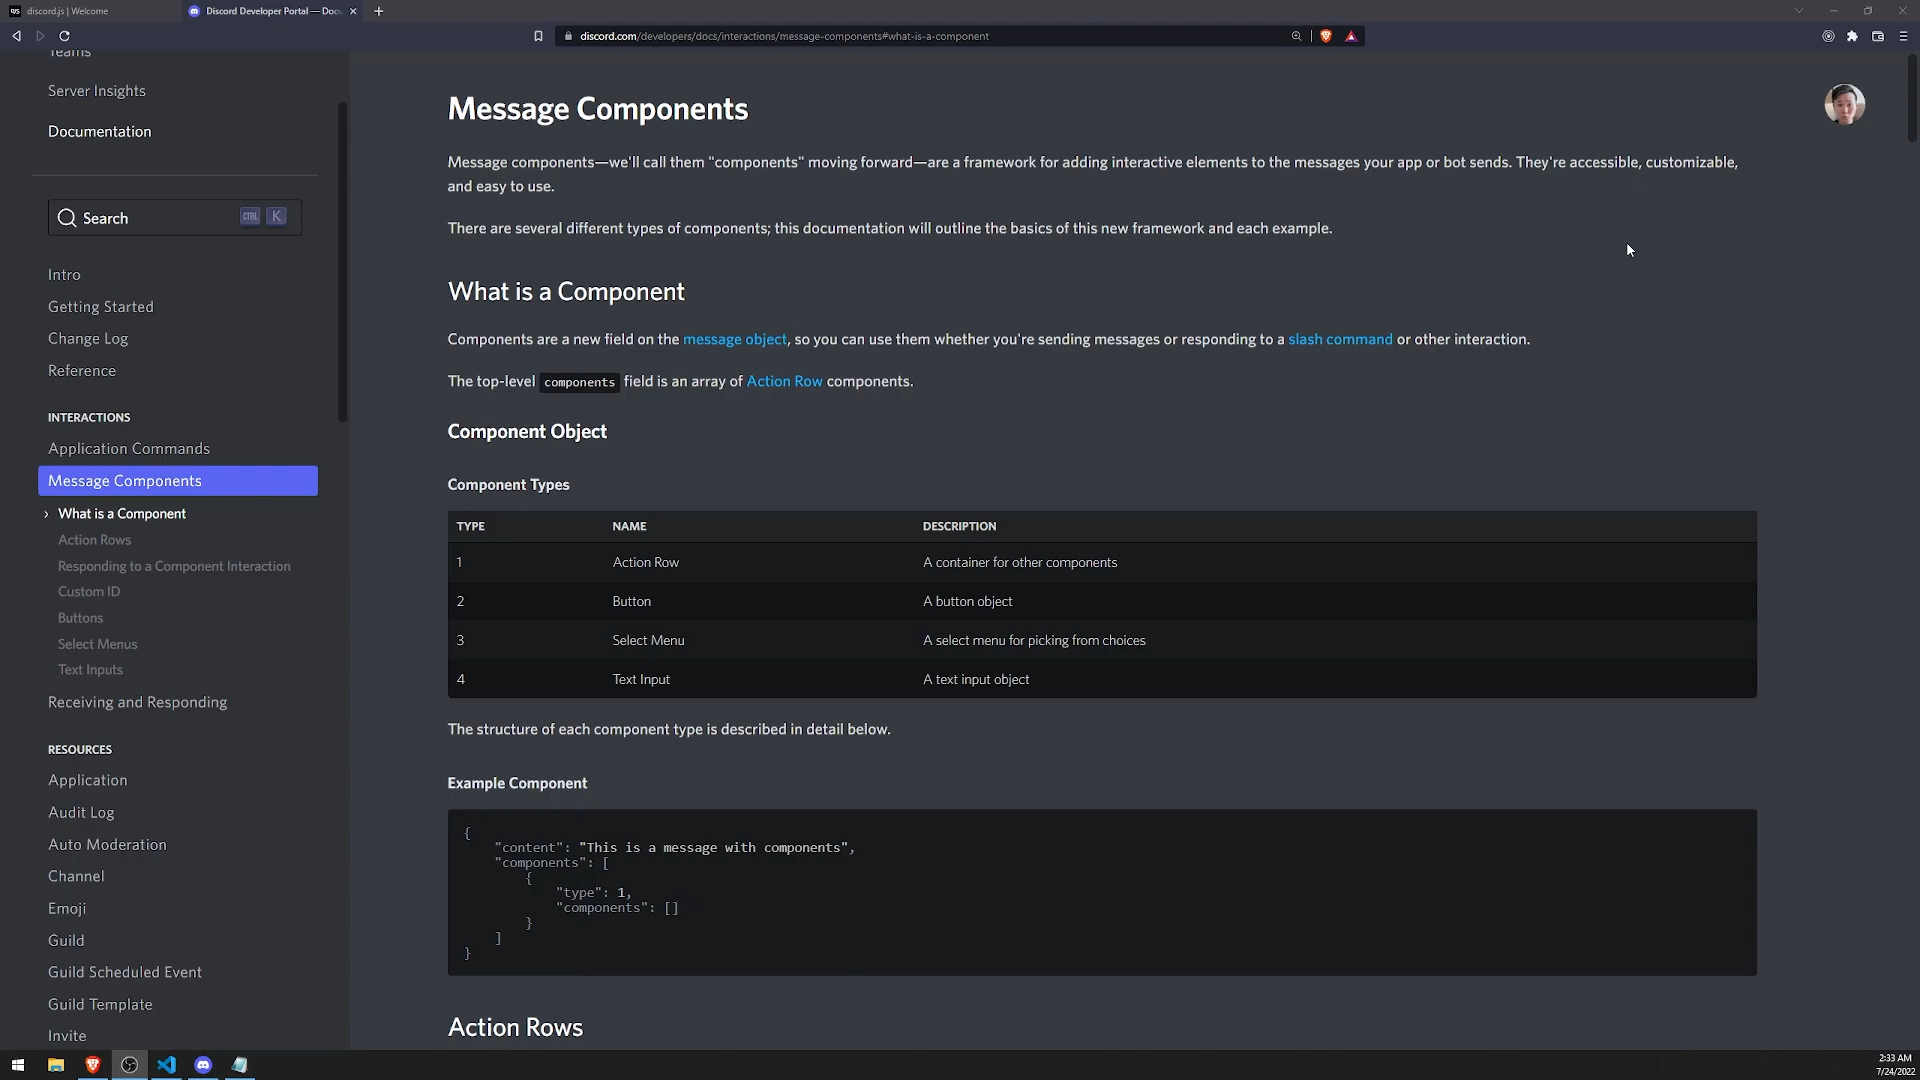 discord.js | Welcome
Discord Developer Portal — Docu
discord.com/developers/docs/interactions/message-components#what-is-a-component
Teams
Server Insights
Documentation
Search
CTRL K
Intro
Getting Started
Change Log
Reference
INTERACTIONS
Application Commands
Message Components
What is a Component
Action Rows
Responding to a Component Interaction
Custom ID
Buttons
Select Menus
Text Inputs
Receiving and Responding
RESOURCES
Application
Audit Log
Auto Moderation
Channel
Emoji
Guild
Guild Scheduled Event
Guild Template
Invite
Message Components
Message components—we'll call them "components" moving forward—are a framework for adding interactive elements to the messages your app or bot sends. They're accessible, customizable,
and easy to use.
There are several different types of components; this documentation will outline the basics of this new framework and each example.
What is a Component
Components are a new field on the message object, so you can use them whether you're sending messages or responding to a slash command or other interaction.
The top-level components field is an array of Action Row components.
Component Object
Component Types
TYPE NAME DESCRIPTION
1 Action Row A container for other components
2 Button A button object
3 Select Menu A select menu for picking from choices
4 Text Input A text input object
The structure of each component type is described in detail below.
Example Component
{
"content": "This is a message with components",
"components": [
{
"type": 1,
"components": []
}
]
}
Action Rows
2:33 AM
7/24/2022